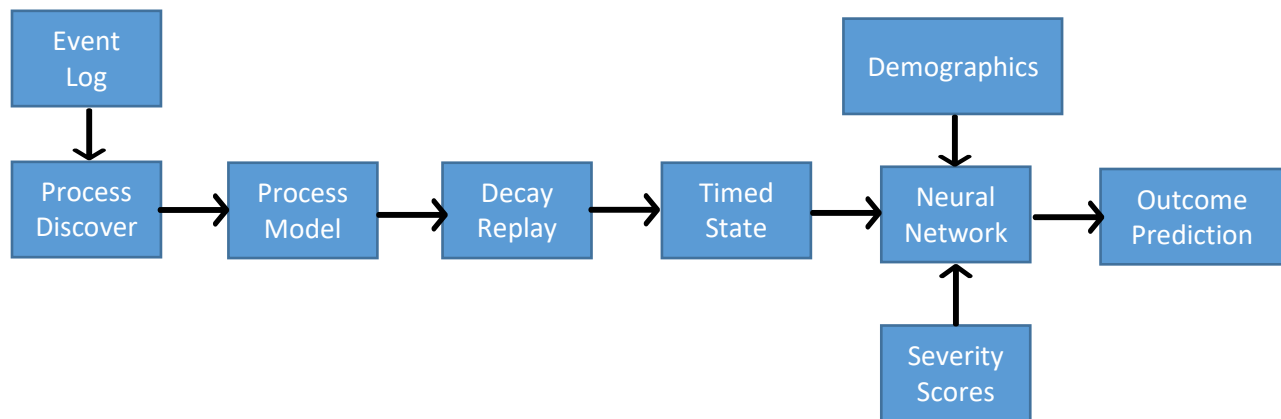 Event
Log
Demographics
Process
Discover
Process
Model
Decay
Replay
Timed
State
Neural
Network
Outcome
Prediction
Severity
Scores